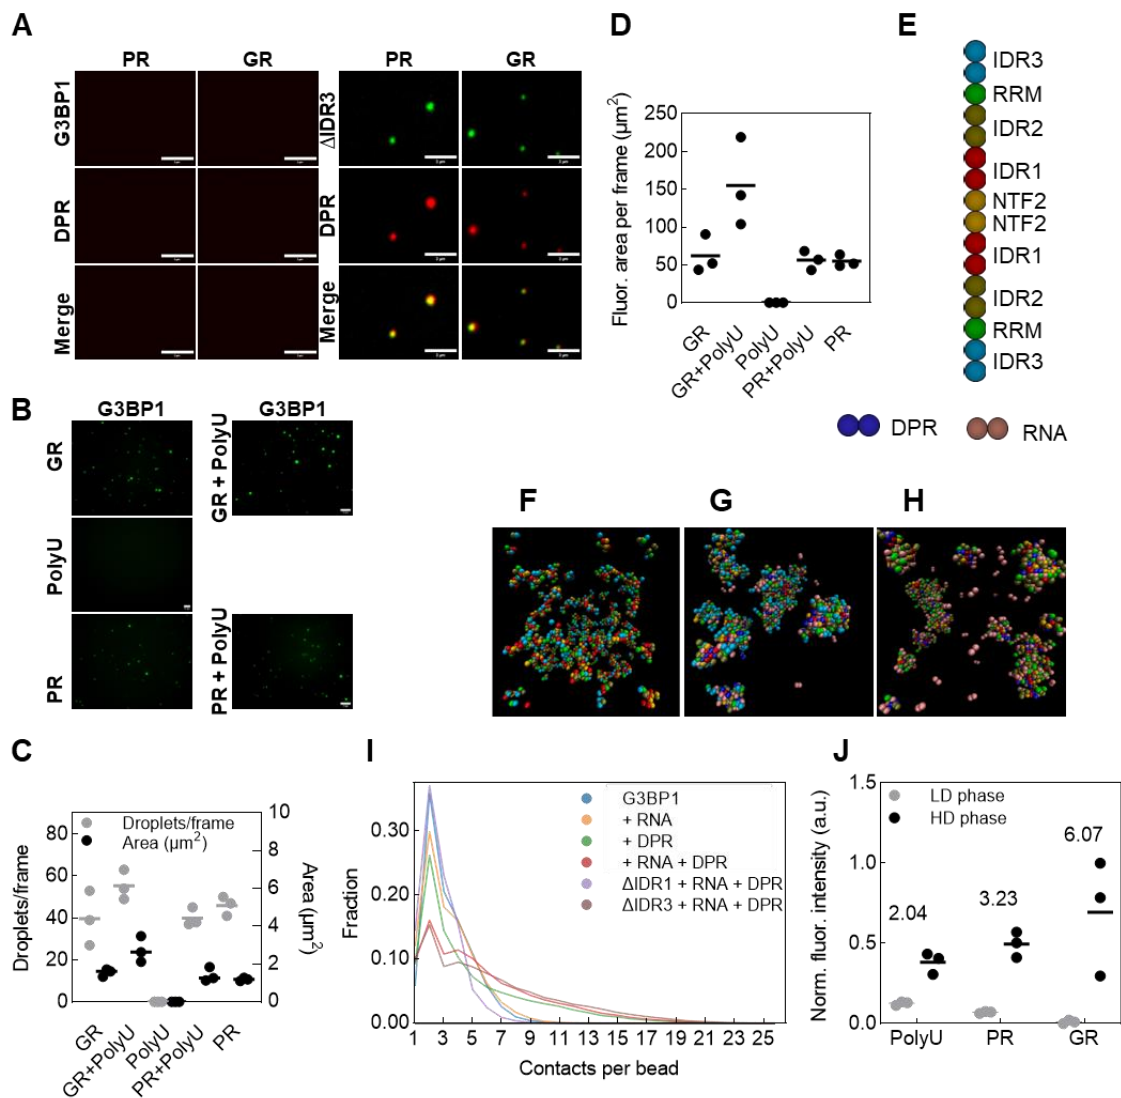 A
PR
GR
PR
GR
G3BP1
DPR
Merge
ΔIDR3
DPR
Merge
B
G3BP1
G3BP1
GR
GR + PolyU
PolyU
PR
PR + PolyU
C
Droplets/frame
Area (µm²)
Droplets/frame
80
60
40
20
0
10
8
6
4
2
0
Area (µm²)
GR
GR+PolyU
PolyU
PR+PolyU
PR
D
Fluor. area per frame (µm²)
250
200
150
100
50
0
GR
GR+PolyU
PolyU
PR+PolyU
PR
E
IDR3
RRM
IDR2
IDR1
NTF2
NTF2
IDR1
IDR2
RRM
IDR3
DPR
RNA
F
G
H
I
Fraction
0.30
0.20
0.10
0.00
1
3
5
7
9
11
13
15
17
19
21
23
25
Contacts per bead
G3BP1
+ RNA
+ DPR
+ RNA + DPR
ΔIDR1 + RNA + DPR
ΔIDR3 + RNA + DPR
J
Norm. fluor. intensity (a.u.)
1.5
1.0
0.5
0.0
LD phase
HD phase
2.04
3.23
6.07
PolyU
PR
GR